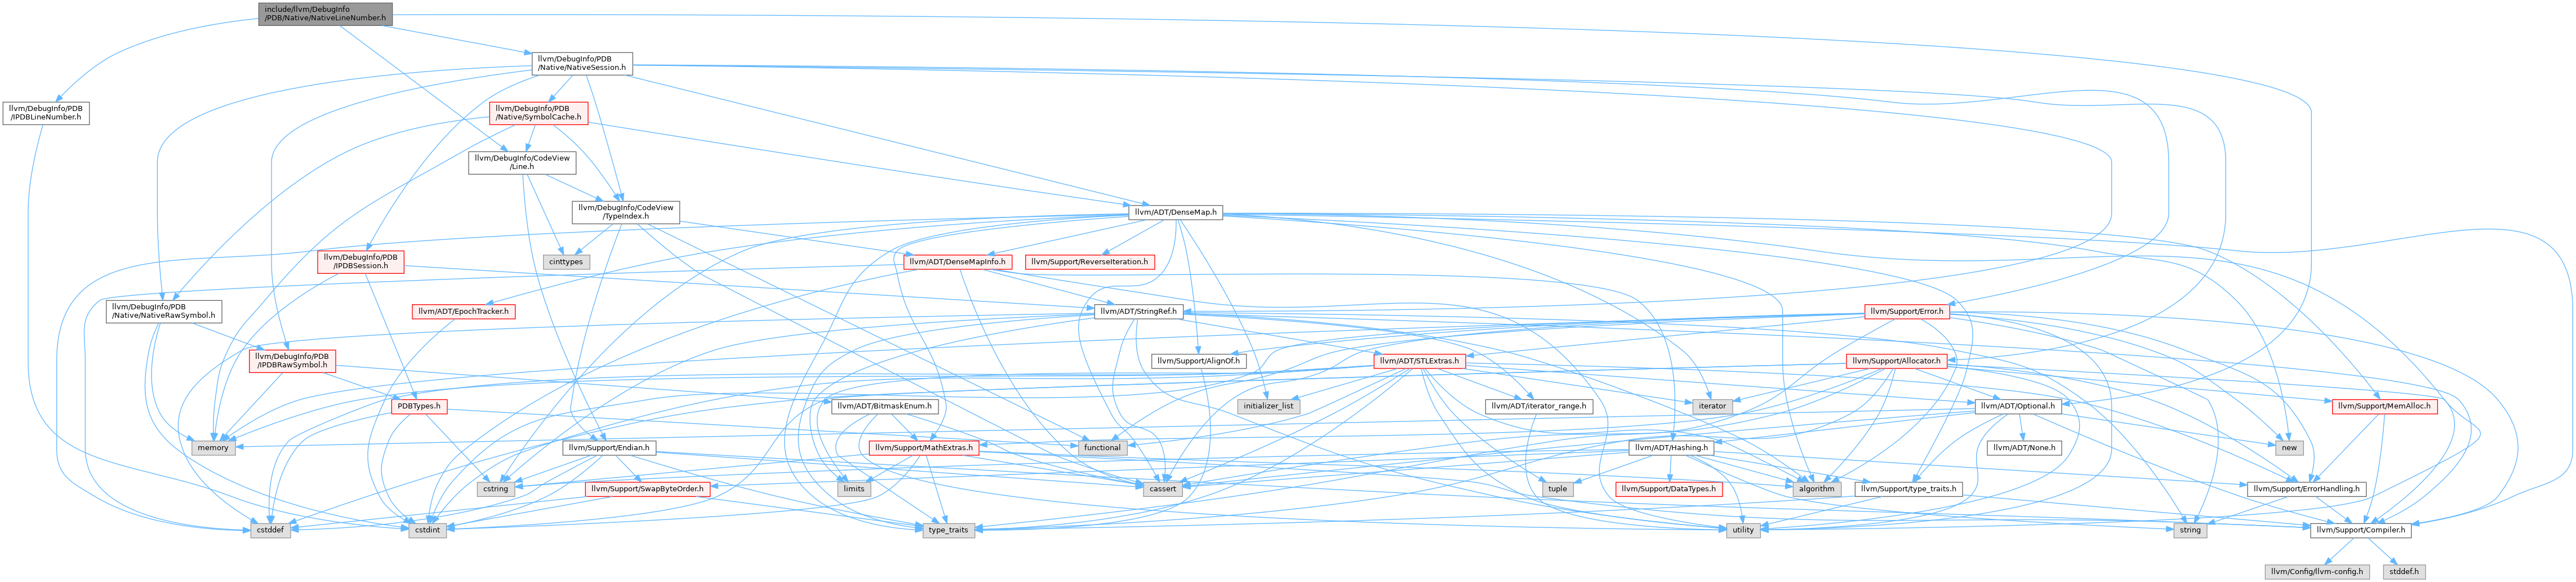 include/llvm/DebugInfo
/PDB/Native/NativeLineNumber.h
llvm/DebugInfo/PDB
/Native/NativeSession.h
llvm/DebugInfo/PDB
/IPDBLineNumber.h
llvm/DebugInfo/PDB
/Native/SymbolCache.h
llvm/DebugInfo/CodeView
/Line.h
llvm/DebugInfo/CodeView
/TypeIndex.h
llvm/ADT/DenseMap.h
llvm/DebugInfo/PDB
/IPDBSession.h
cinttypes
llvm/ADT/DenseMapInfo.h
llvm/Support/ReverseIteration.h
llvm/DebugInfo/PDB
/Native/NativeRawSymbol.h
llvm/ADT/EpochTracker.h
llvm/ADT/StringRef.h
llvm/Support/Error.h
llvm/DebugInfo/PDB
/IPDBRawSymbol.h
llvm/Support/AlignOf.h
llvm/ADT/STLExtras.h
llvm/Support/Allocator.h
PDBTypes.h
llvm/ADT/BitmaskEnum.h
initializer_list
llvm/ADT/iterator_range.h
iterator
llvm/ADT/Optional.h
llvm/Support/MemAlloc.h
memory
llvm/Support/Endian.h
llvm/Support/MathExtras.h
functional
llvm/ADT/Hashing.h
llvm/ADT/None.h
new
cstring
llvm/Support/SwapByteOrder.h
limits
cassert
tuple
llvm/Support/DataTypes.h
algorithm
llvm/Support/type_traits.h
llvm/Support/ErrorHandling.h
cstddef
cstdint
type_traits
utility
string
llvm/Support/Compiler.h
llvm/Config/llvm-config.h
stddef.h